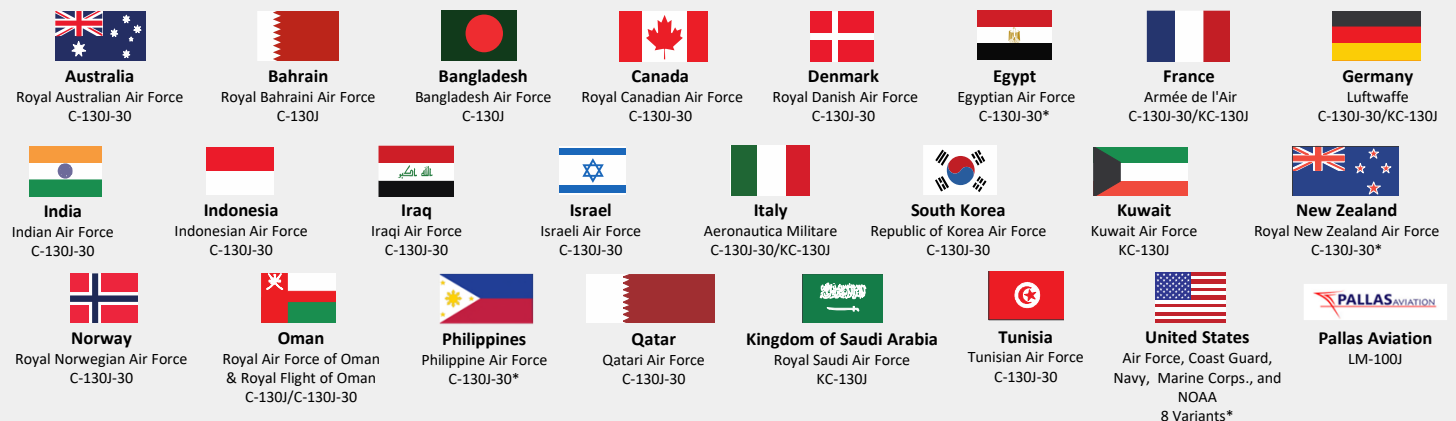 Australia
Royal Australian Air Force
C-130J-30
Bahrain
Royal Bahraini Air Force
C-130J
Bangladesh
Bangladesh Air Force
C-130J
Canada
Royal Canadian Air Force
C-130J-30
Denmark
Royal Danish Air Force
C-130J-30
Egypt
Egyptian Air Force
C-130J-30*
France
Armée de l'Air
C-130J-30/KC-130J
Germany
Luftwaffe
C-130J-30/KC-130J
India
Indian Air Force
C-130J-30
Indonesia
Indonesian Air Force
C-130J-30
Iraq
Iraqi Air Force
C-130J-30
Israel
Israeli Air Force
C-130J-30
Italy
Aeronautica Militare
C-130J-30/KC-130J
South Korea
Republic of Korea Air Force
C-130J-30
Kuwait
Kuwait Air Force
KC-130J
New Zealand
Royal New Zealand Air Force
C-130J-30*
Norway
Royal Norwegian Air Force
C-130J-30
Oman
Royal Air Force of Oman
& Royal Flight of Oman
C-130J/C-130J-30
Philippines
Philippine Air Force
C-130J-30*
Qatar
Qatari Air Force
C-130J-30
Kingdom of Saudi Arabia
Royal Saudi Air Force
KC-130J
Tunisia
Tunisian Air Force
C-130J-30
United States
Air Force, Coast Guard,
Navy, Marine Corps., and
NOAA
8 Variants*
PALLAS AVIATION
Pallas Aviation
LM-100J